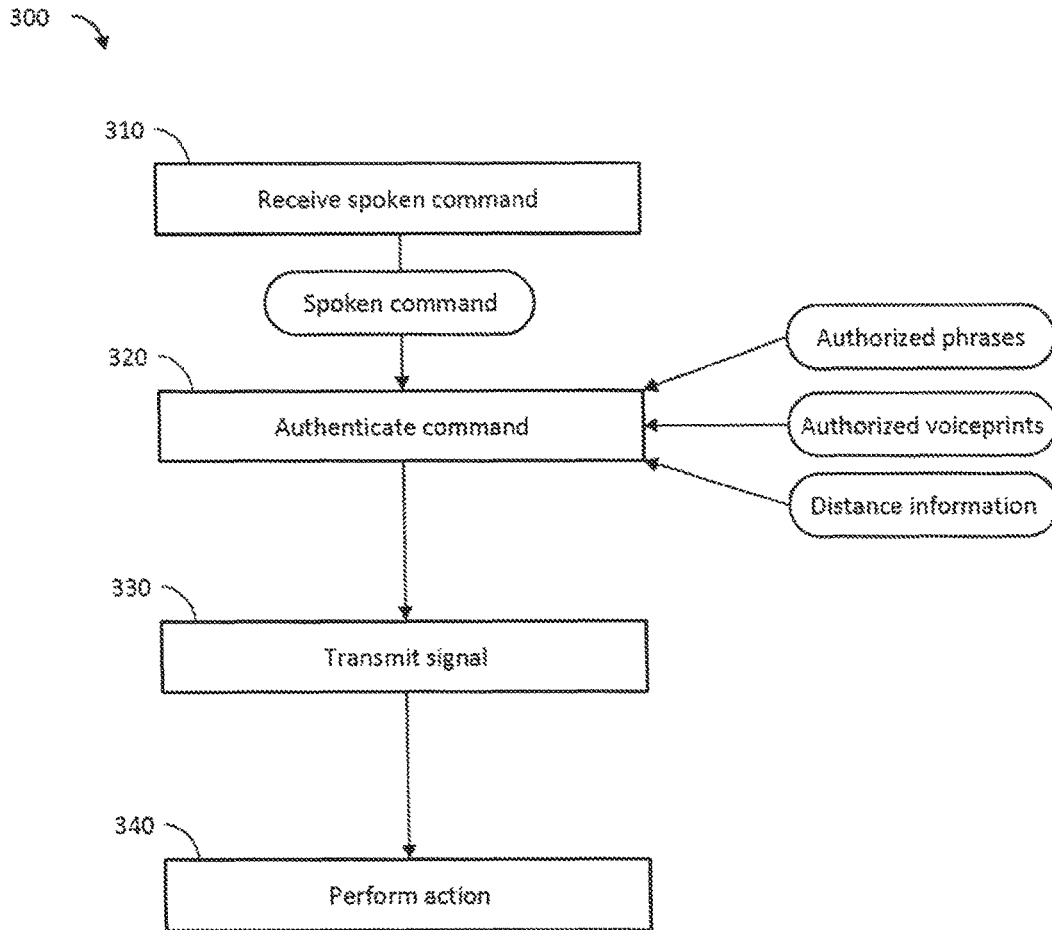 300
310
Receive spoken command
Spoken command
320
Authorized phrases
Authenticate command
Authorized voiceprints
Distance information
330
Transmit signal
340
Perform action